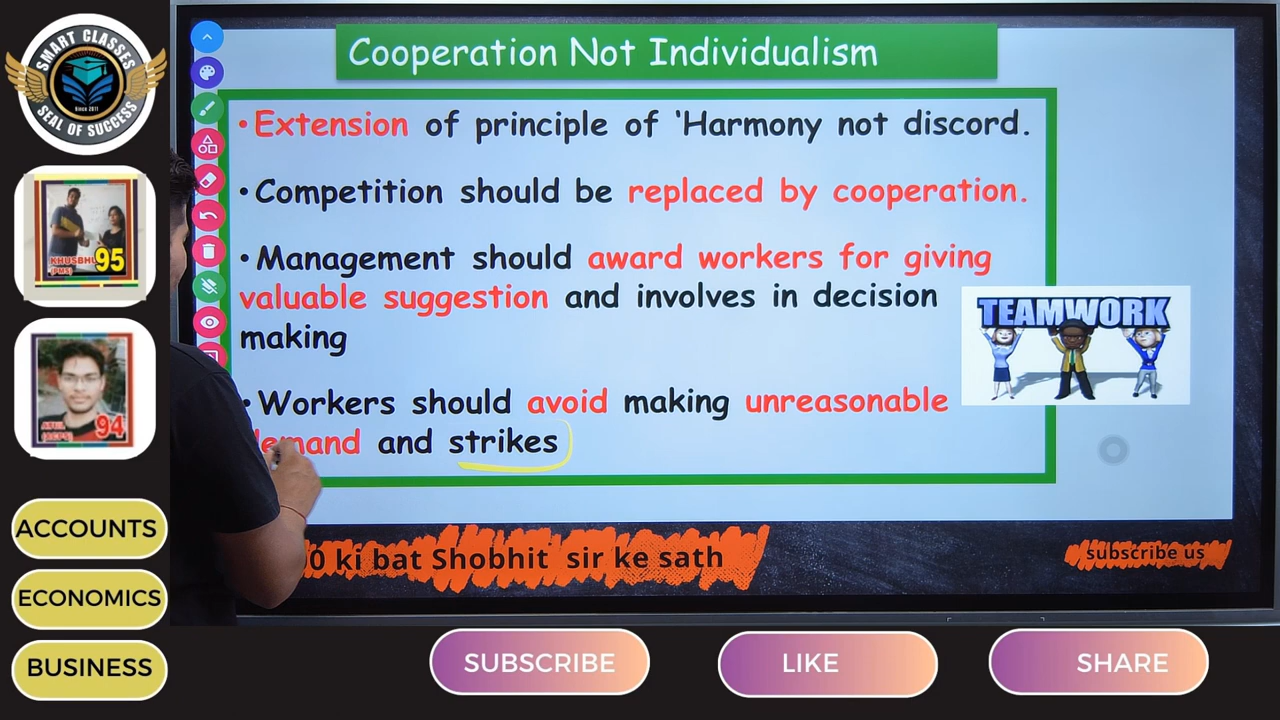 SMART CLASSES
Since 2011
SEAL OF SUCCESS
95
94
ACCOUNTS
ECONOMICS
BUSINESS
Cooperation Not Individualism
• Extension of principle of ‘Harmony not discord.
• Competition should be replaced by cooperation.
• Management should award workers for giving
valuable suggestion and involves in decision
making
TEAMWORK
• Workers should avoid making unreasonable
demand and strikes
ki bat Shobhit sir ke sath
subscribe us
SUBSCRIBE
LIKE
SHARE